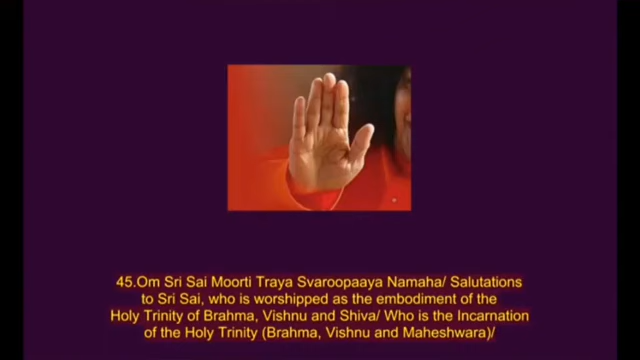 45.Om Sri Sai Moorti Traya Svaroopaaya Namaha/ Salutations
to Sri Sai, who is worshipped as the embodiment of the
Holy Trinity of Brahma, Vishnu and Shiva/ Who is the Incarnation
of the Holy Trinity (Brahma, Vishnu and Maheshwara)/